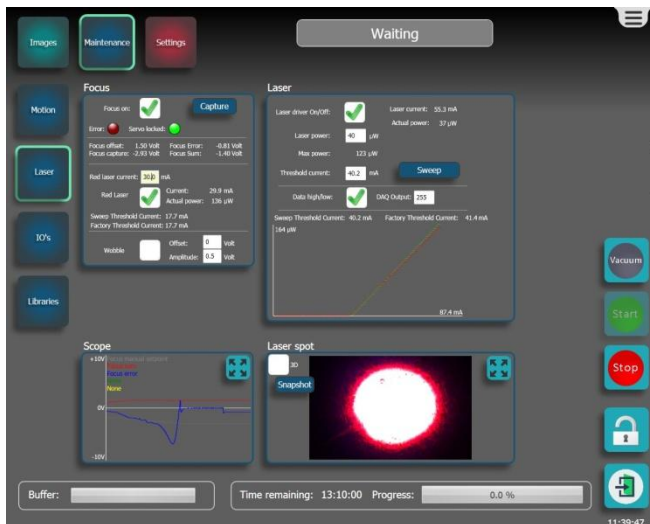 Images
Maintenance
Settings
Waiting
Motion
Laser
IO's
Libraries
Focus
Focus on:
Capture
Error:
Servo locked:
Focus offset: 1.50 Volt Focus Error: -0.81 Volt
Focus capture: -2.93 Volt Focus Sum: -1.40 Volt
Red laser current: 30.0 mA
Red Laser
Current: 29.9 mA
Actual power: 136 µW
Sweep Threshold Current: 17.7 mA
Factory Threshold Current: 17.7 mA
Wobble
Offset: 0 Volt
Amplitude: 0.5 Volt
Laser
Laser driver On/Off:
Laser current: 55.3 mA
Actual power: 37 µW
Laser power: 40 µW
Max power: 123 µW
Threshold current: 40.2 mA
Sweep
Data high/low:
DAQ Output: 255
Sweep Threshold Current: 40.2 mA Factory Threshold Current: 41.4 mA
164 µW
87.4 mA
Scope
+10V
Focus error
None
0V
-10V
Laser spot
3D
Snapshot
Vacuum
Start
Stop
Buffer:
Time remaining: 13:10:00 Progress: 0.0 %
11:39:47